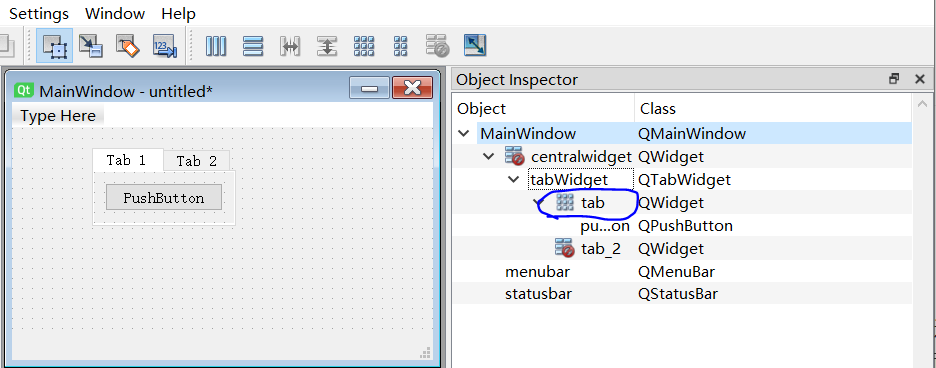 Settings Window Help
MainWindow - untitled*
Type Here
Tab 1 Tab 2
PushButton
Object Inspector
Object Class
MainWindow QMainWindow
centralwidget QWidget
tabWidget QTabWidget
tab QWidget
pu...on QPushButton
tab_2 QWidget
menubar QMenuBar
statusbar QStatusBar